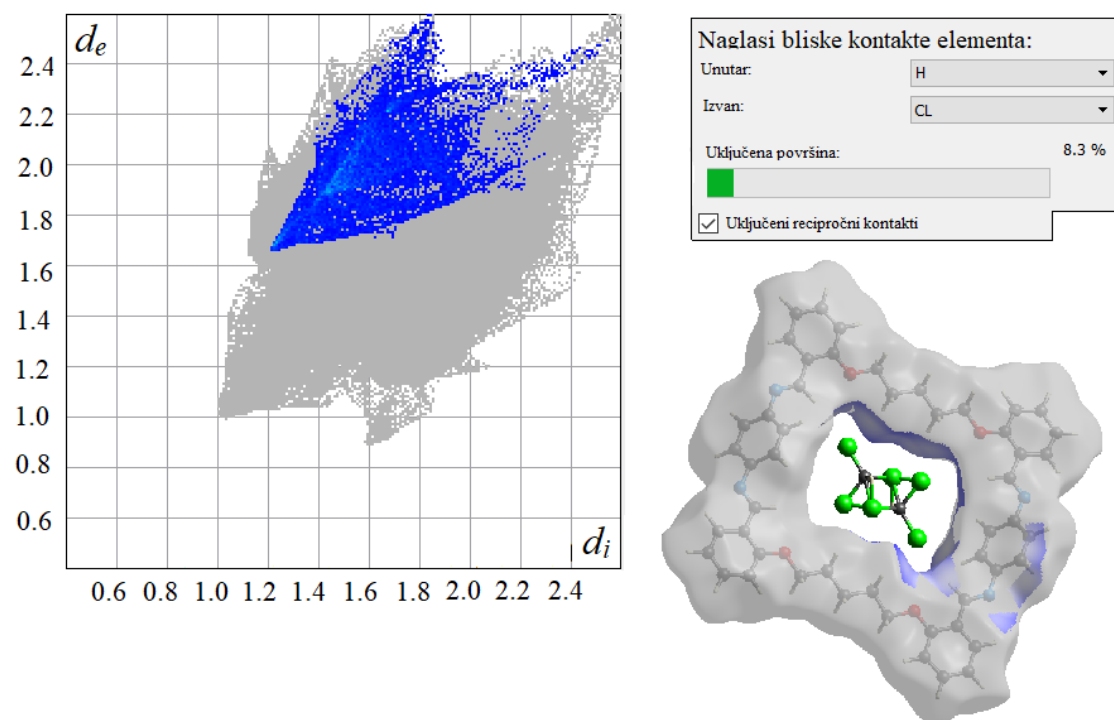 d_e
2.4
2.2
2.0
1.8
1.6
1.4
1.2
1.0
0.8
0.6
d_i
0.6 0.8 1.0 1.2 1.4 1.6 1.8 2.0 2.2 2.4
Naglasi bliske kontakte elementa:
Unutar: H
Izvan: CL
Uključena površina: 8.3 %
Uključeni recipročni kontakti